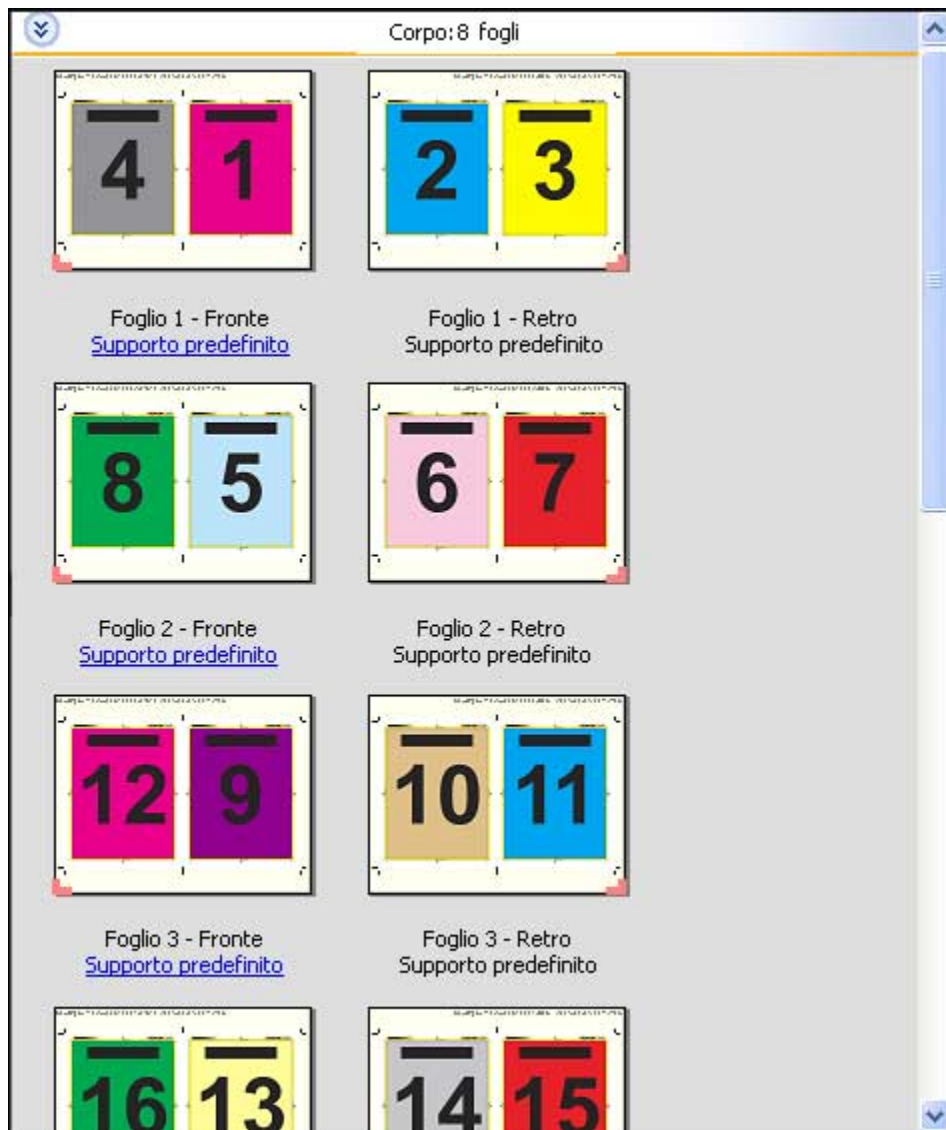 Corpo: 8 fogli
4 1 2 3
Foglio 1 - Fronte Foglio 1 - Retro
Supporto predefinito Supporto predefinito
8 5 6 7
Foglio 2 - Fronte Foglio 2 - Retro
Supporto predefinito Supporto predefinito
12 9 10 11
Foglio 3 - Fronte Foglio 3 - Retro
Supporto predefinito Supporto predefinito
16 13 14 15